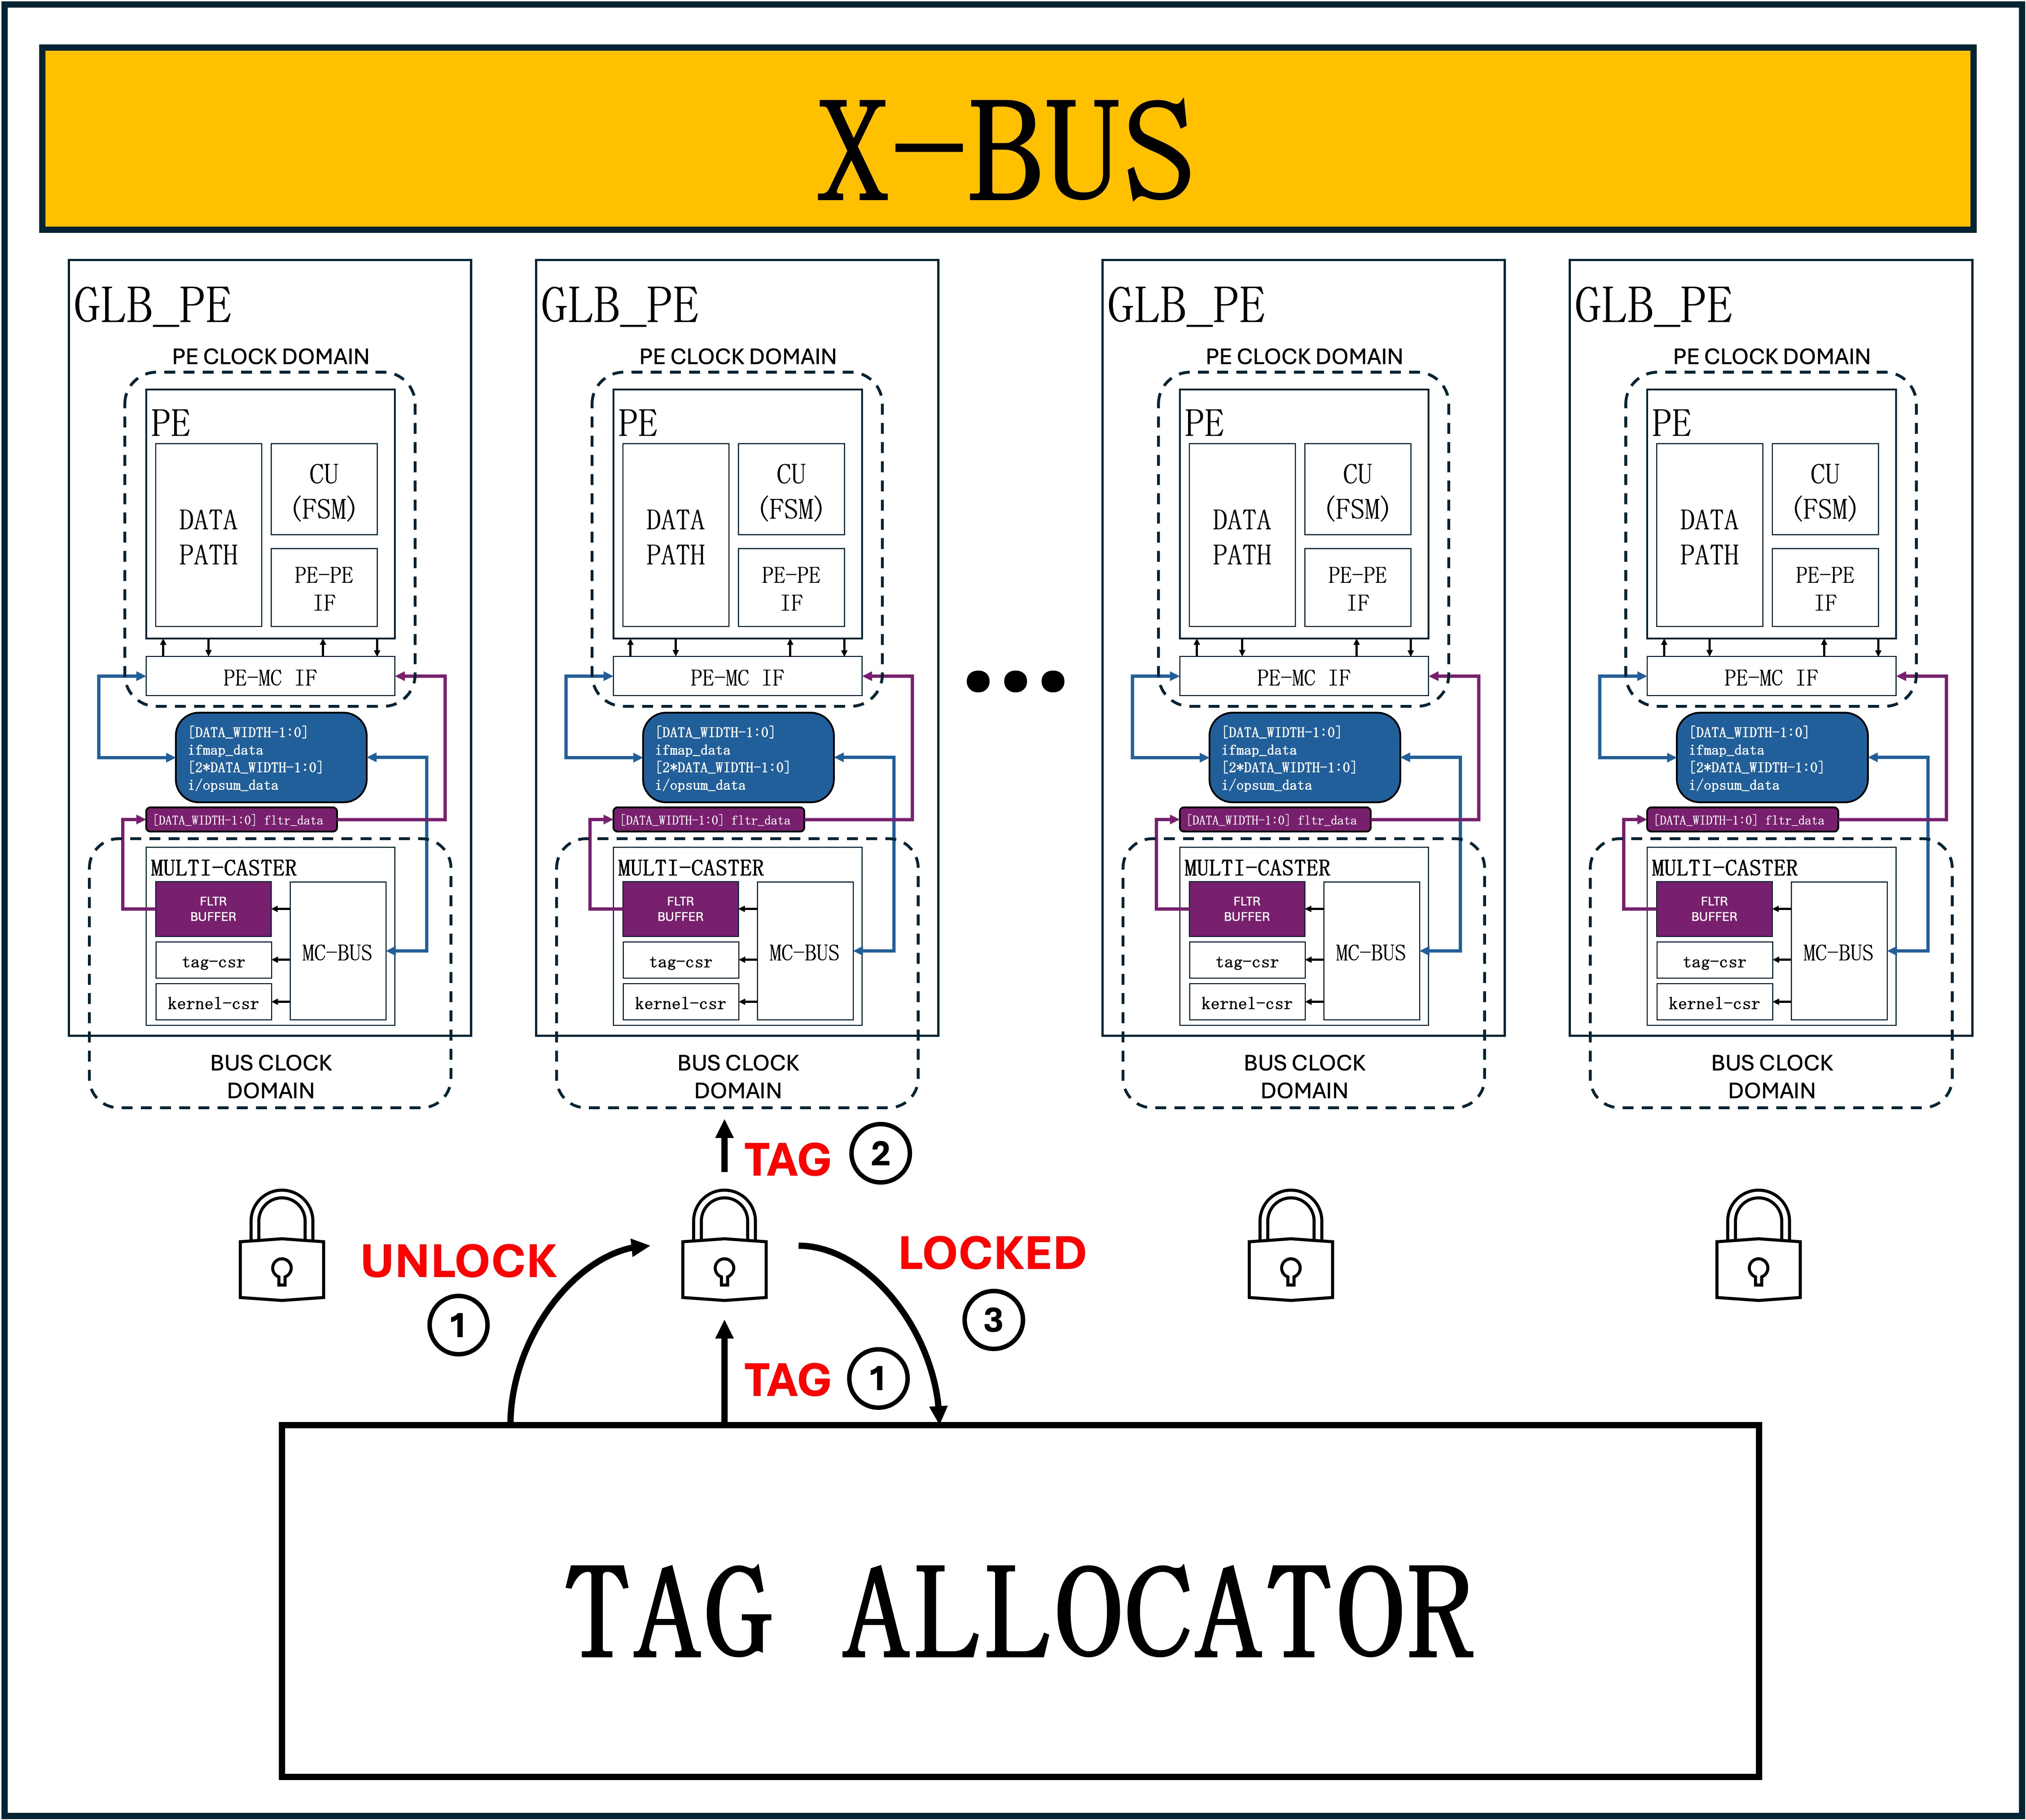 X-BUS
GLB_PE
PE CLOCK DOMAIN
PE
DATA
PATH
CU
(FSM)
PE-PE
IF
PE-MC IF
[DATA_WIDTH-1:0]
ifmap_data
[2*DATA_WIDTH-1:0]
i/opsum_data
[DATA_WIDTH-1:0] fltr_data
MULTI-CASTER
FLTR
BUFFER
tag-csr
kernel-csr
MC-BUS
BUS CLOCK
DOMAIN
GLB_PE
PE CLOCK DOMAIN
PE
DATA
PATH
CU
(FSM)
PE-PE
IF
PE-MC IF
[DATA_WIDTH-1:0]
ifmap_data
[2*DATA_WIDTH-1:0]
i/opsum_data
[DATA_WIDTH-1:0] fltr_data
MULTI-CASTER
FLTR
BUFFER
tag-csr
kernel-csr
MC-BUS
BUS CLOCK
DOMAIN
GLB_PE
PE CLOCK DOMAIN
PE
DATA
PATH
CU
(FSM)
PE-PE
IF
PE-MC IF
[DATA_WIDTH-1:0]
ifmap_data
[2*DATA_WIDTH-1:0]
i/opsum_data
[DATA_WIDTH-1:0] fltr_data
MULTI-CASTER
FLTR
BUFFER
tag-csr
kernel-csr
MC-BUS
BUS CLOCK
DOMAIN
GLB_PE
PE CLOCK DOMAIN
PE
DATA
PATH
CU
(FSM)
PE-PE
IF
PE-MC IF
[DATA_WIDTH-1:0]
ifmap_data
[2*DATA_WIDTH-1:0]
i/opsum_data
[DATA_WIDTH-1:0] fltr_data
MULTI-CASTER
FLTR
BUFFER
tag-csr
kernel-csr
MC-BUS
BUS CLOCK
DOMAIN
TAG 2
UNLOCK
1
LOCKED
3
TAG 1
TAG ALLOCATOR